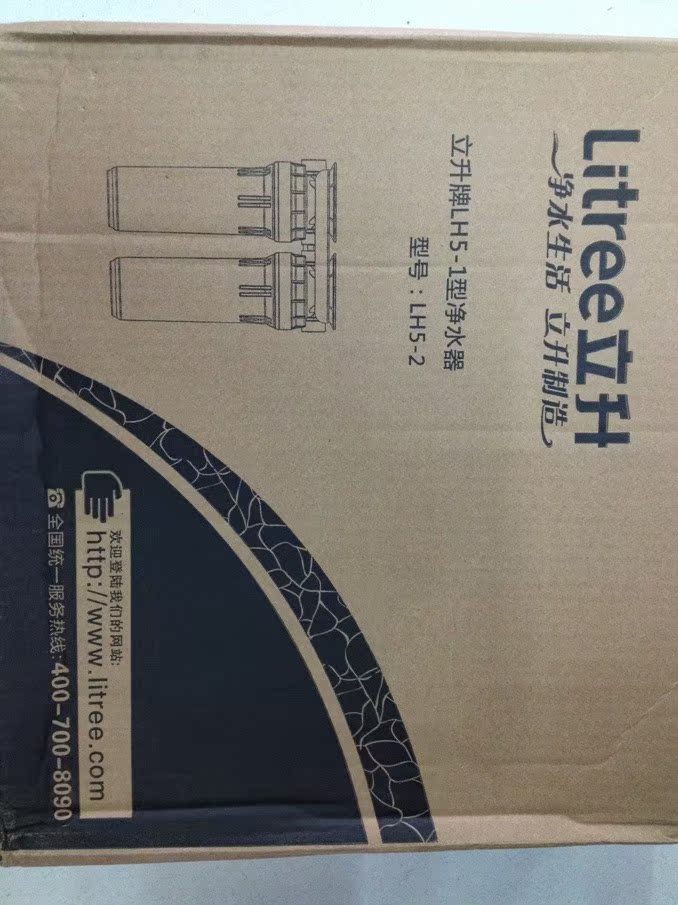 Litree立升
净水生活 立升制造
立升牌LH5-1型净水器
型号：LH5-2
欢迎登陆我们的网站:
http://www.litree.com
☏全国统一服务热线:400-700-8090